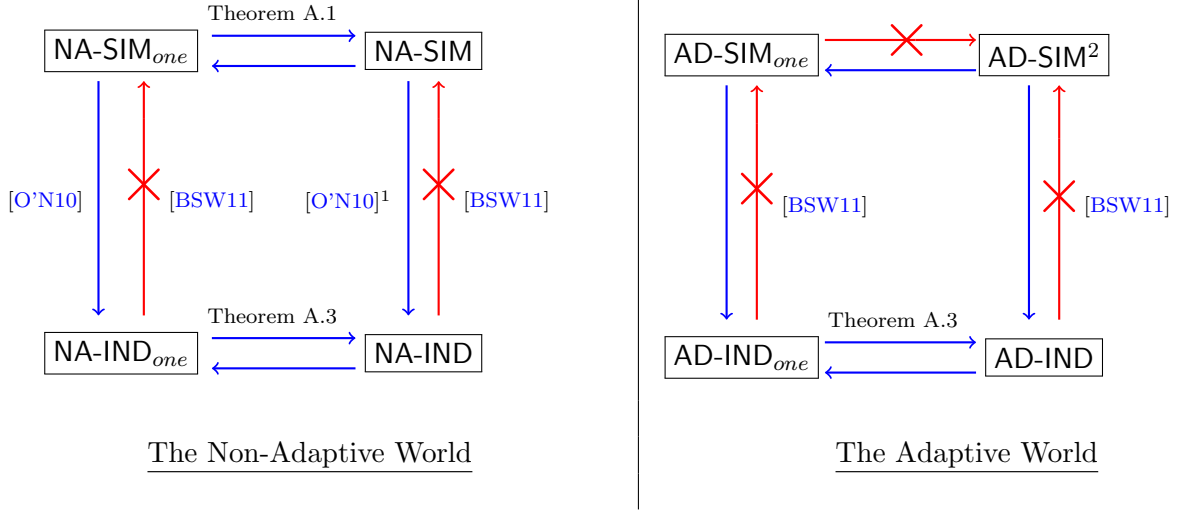 Theorem A.1
NA-SIM_one
NA-SIM
[O'N10]
[BSW11]
[O'N10]^1
[BSW11]
Theorem A.3
NA-IND_one
NA-IND
The Non-Adaptive World
AD-SIM_one
AD-SIM^2
[BSW11]
[BSW11]
Theorem A.3
AD-IND_one
AD-IND
The Adaptive World